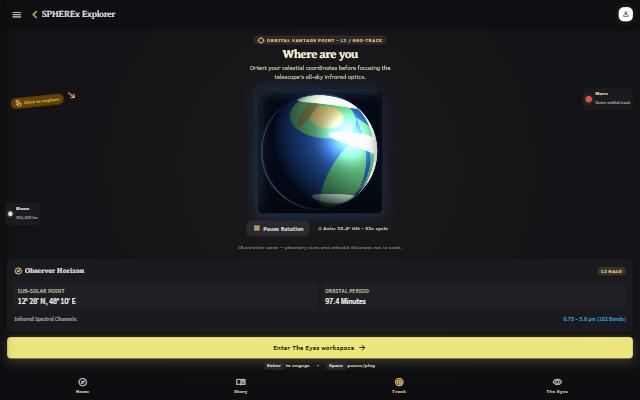 SPHEREx Explorer
ORBITAL VANTAGE POINT • L2 / GEO-TRACK
Where are you
Orient your celestial coordinates before focusing the
telescope's all-sky infrared optics.
Click to explore
Mars
Outer orbital track
Moon
384,400 km
Pause Rotation
Axis: 23.4° tilt • 52s cycle
Illustrative scene — planetary sizes and celestial distances not to scale.
Observer Horizon
L2 HALO
SUB-SOLAR POINT
12° 28' N, 48° 10' E
ORBITAL PERIOD
97.4 Minutes
Infrared Spectral Channels:
0.75 – 5.0 μm (102 Bands)
Enter The Eyes workspace →
Enter to engage • Space pause/play
Home
Story
Track
The Eyes